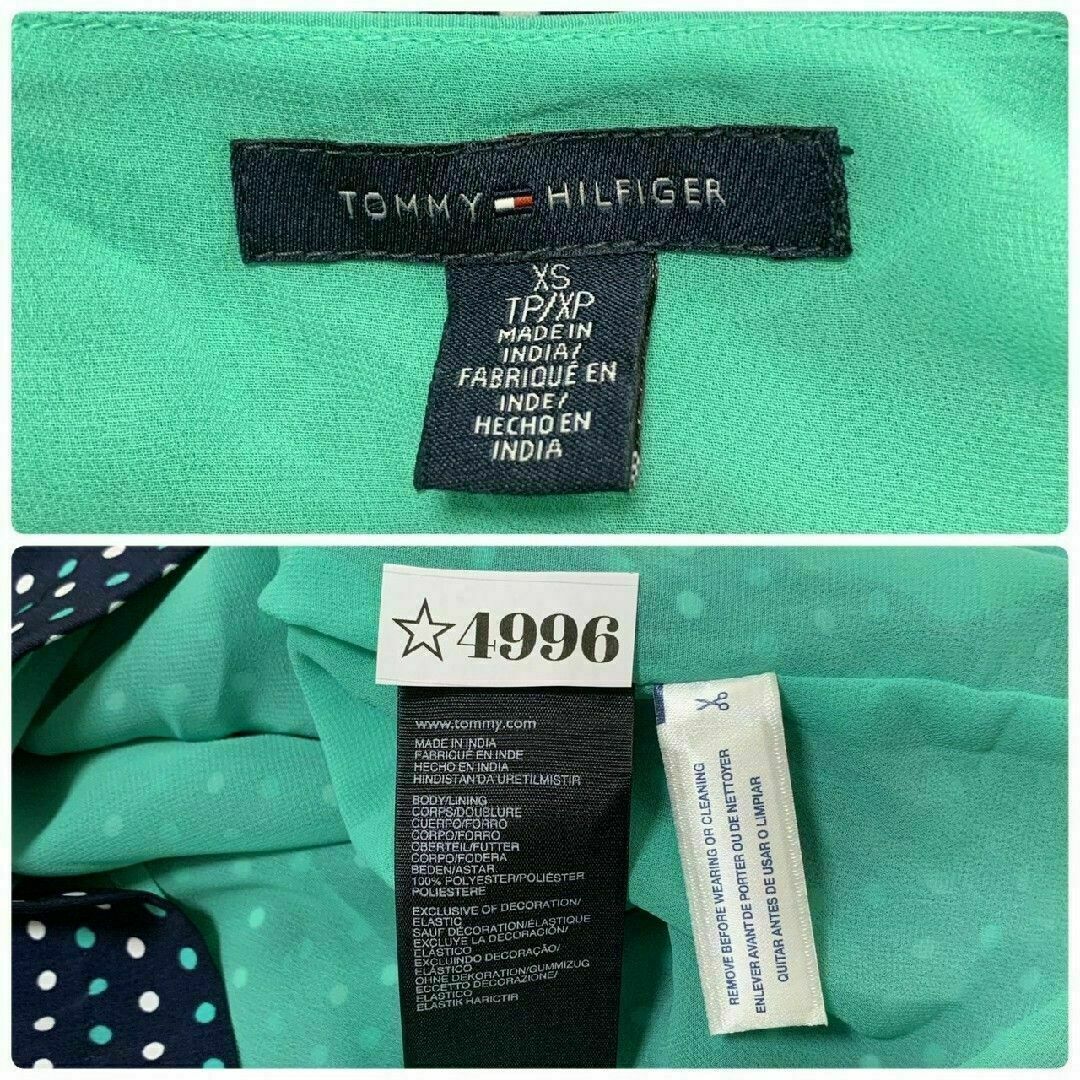 TOMMY HILFIGER
XS
TP/XP
MADE IN
INDIA/
FABRIQUÉ EN
INDE/
HECHO EN
INDIA
☆4996
www.tommy.com
MADE IN INDIA
FABRIQUÉ EN INDE
HECHO EN INDIA
HINDISTAN'DA URETILMISTIR
BODY/LINING
CORPS/DOUBLURE
CUERPO/FORRO
CORPO/FORRO
OBERTEIL/FUTTER
CORPO/FODERA
BEDEN/ASTAR
100% POLYESTER/POLIÉSTER
POLIESTERE
EXCLUSIVE OF DECORATION/
ELASTIC
SAUF DÉCORATION/ÉLASTIQUE
EXCLUYE LA DECORACIÓN/
ELÁSTICO
EXCLUINDO DECORAÇÃO/
ELÁSTICO
OHNE DEKORATION/GUMMIZUG
ECCETTO DECORAZIONE/
ELASTICO
ELASTIK HARICTIR
REMOVE BEFORE WEARING OR CLEANING
ENLEVER AVANT DE PORTER OU DE NETTOYER
QUITAR ANTES DE USAR O LIMPIAR